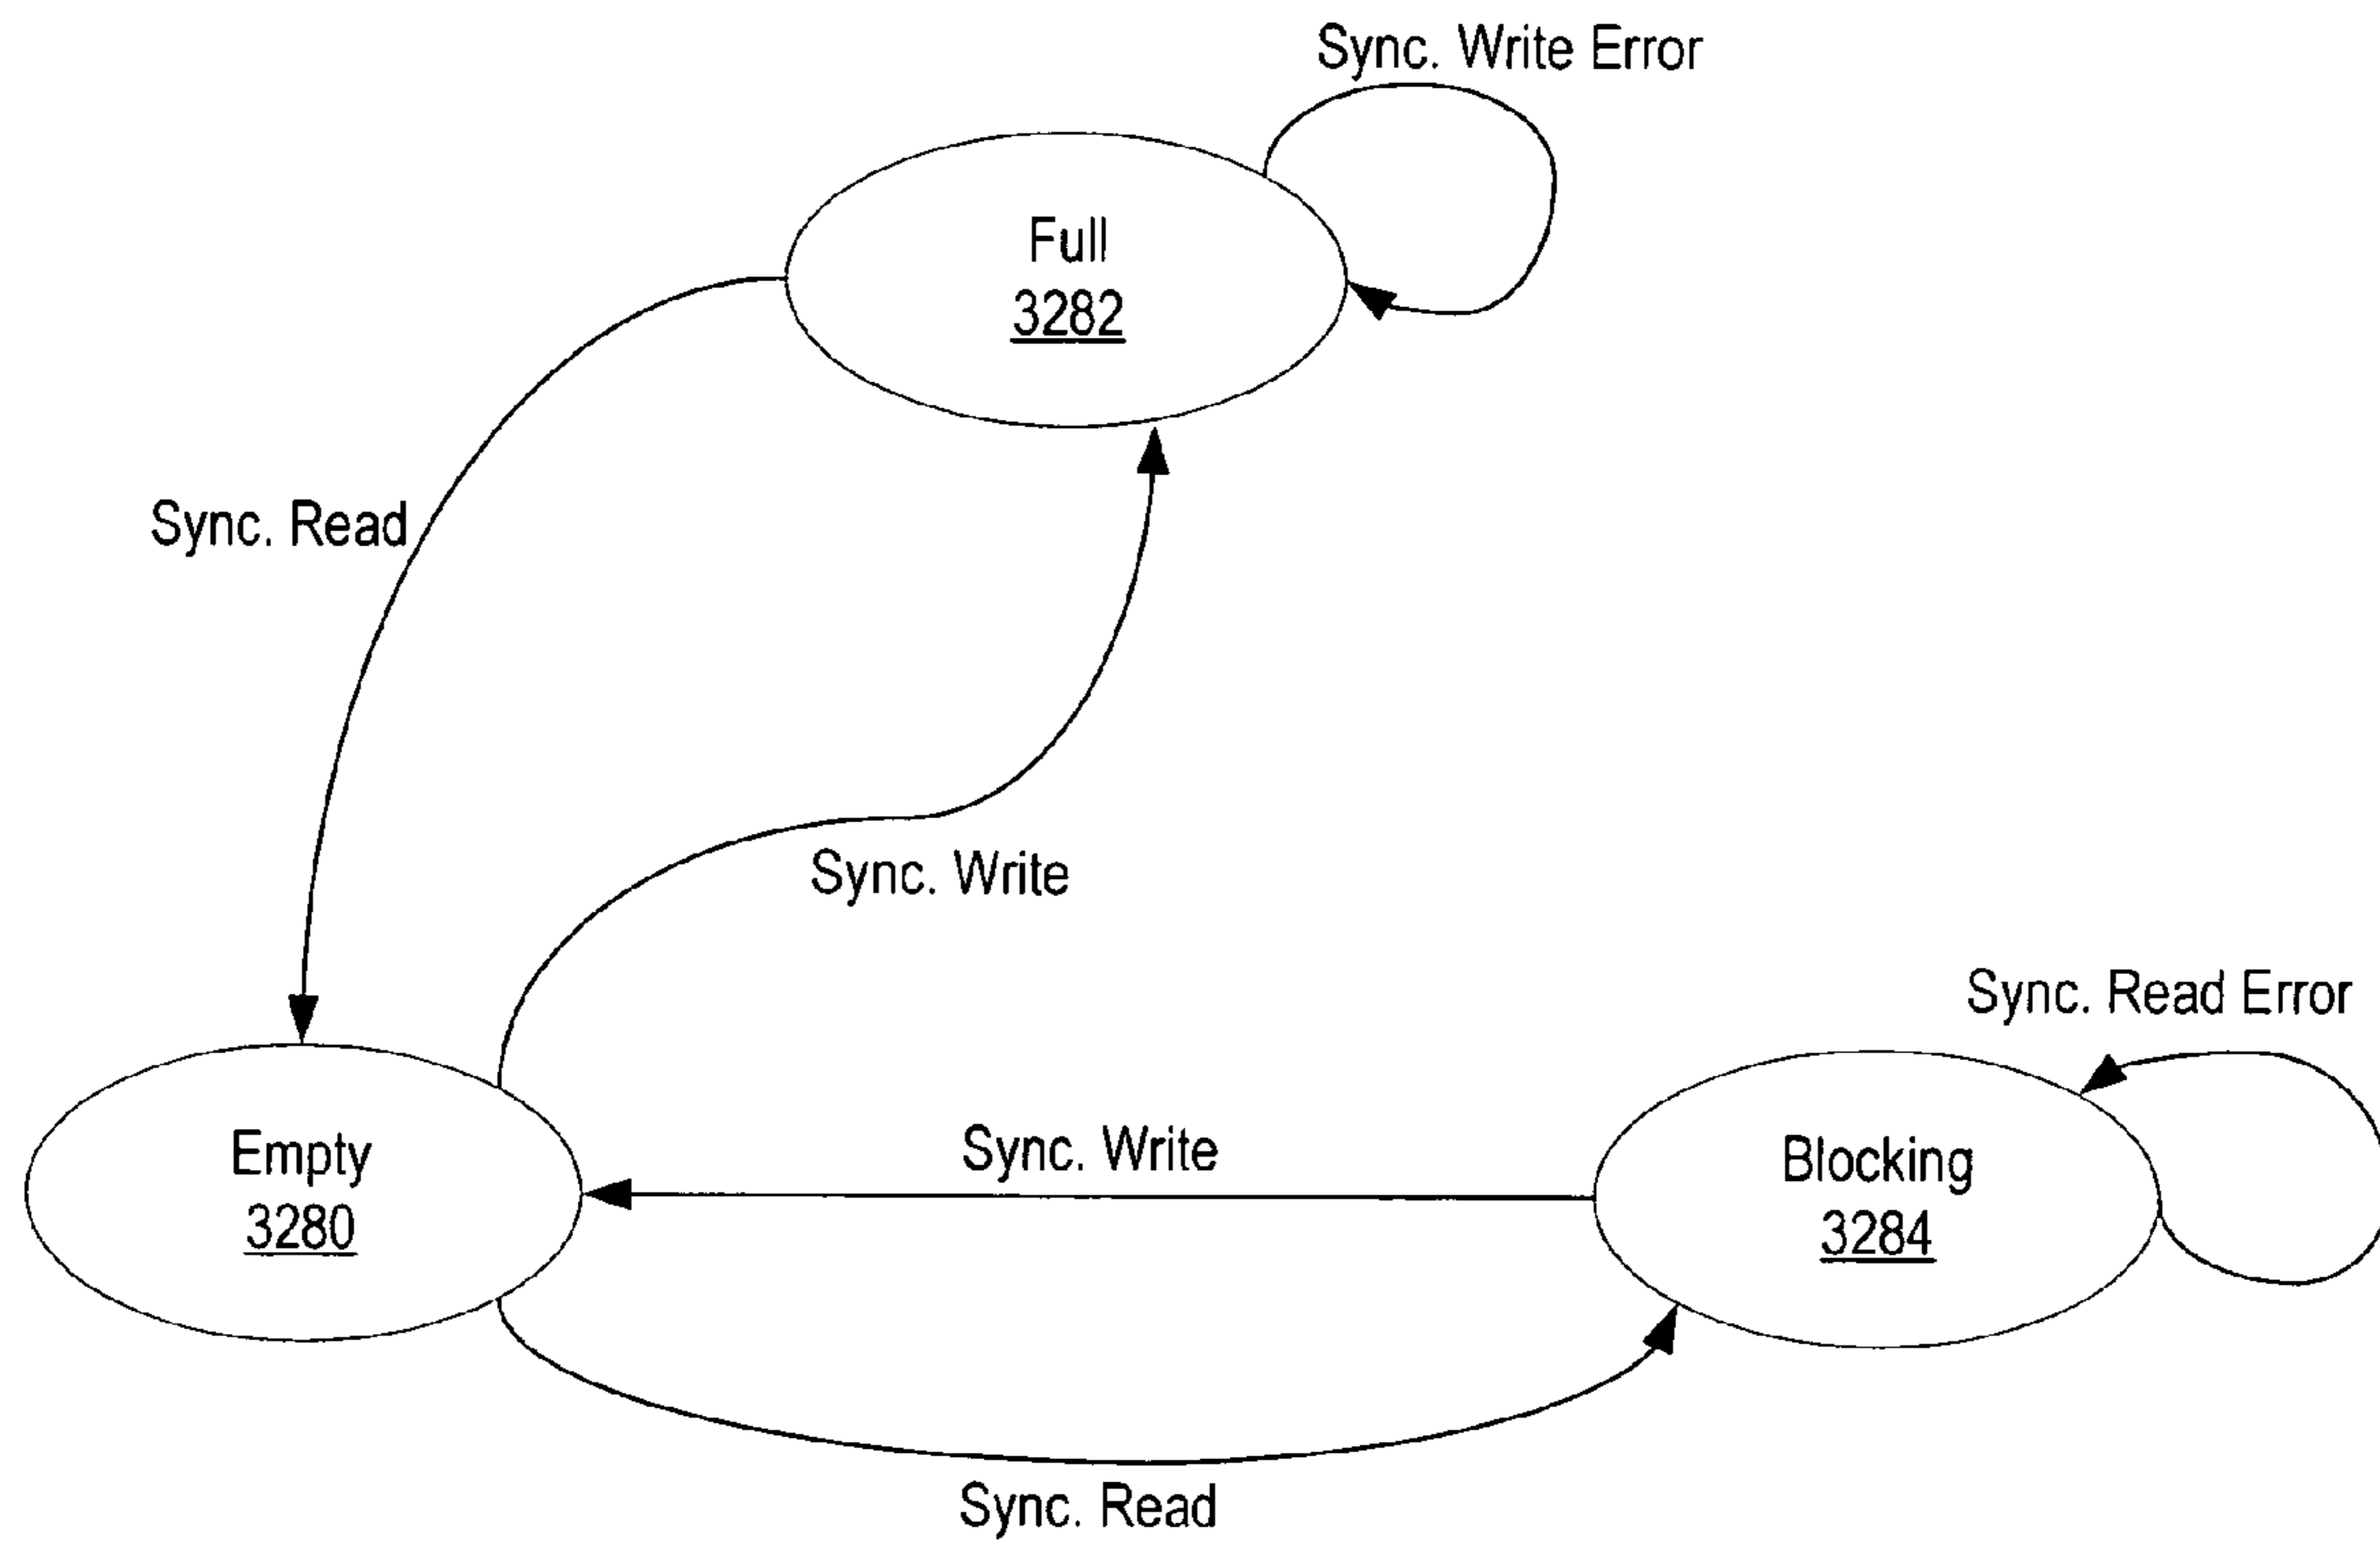 Sync. Write Error
Full
3282
Sync. Read
Sync. Write
Sync. Read Error
Empty
3280
Sync. Write
Blocking
3284
Sync. Read